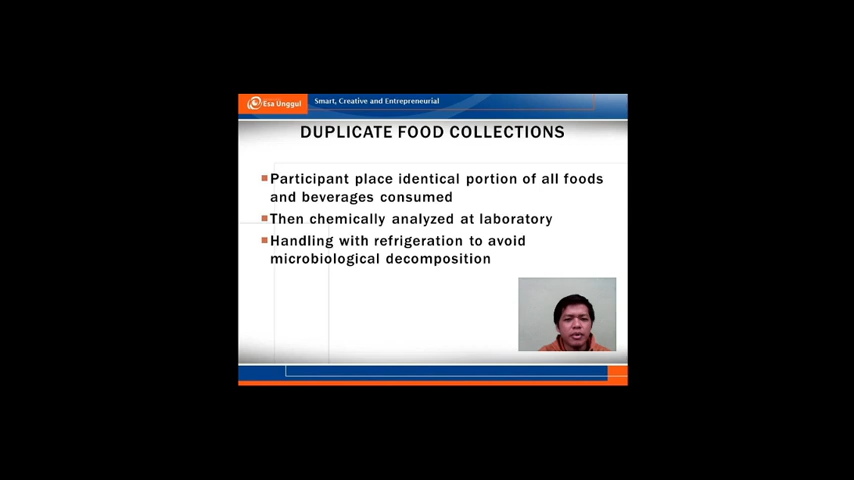 Esa Unggul
Smart, Creative and Entrepreneurial
DUPLICATE FOOD COLLECTIONS
Participant place identical portion of all foods
and beverages consumed
Then chemically analyzed at laboratory
Handling with refrigeration to avoid
microbiological decomposition